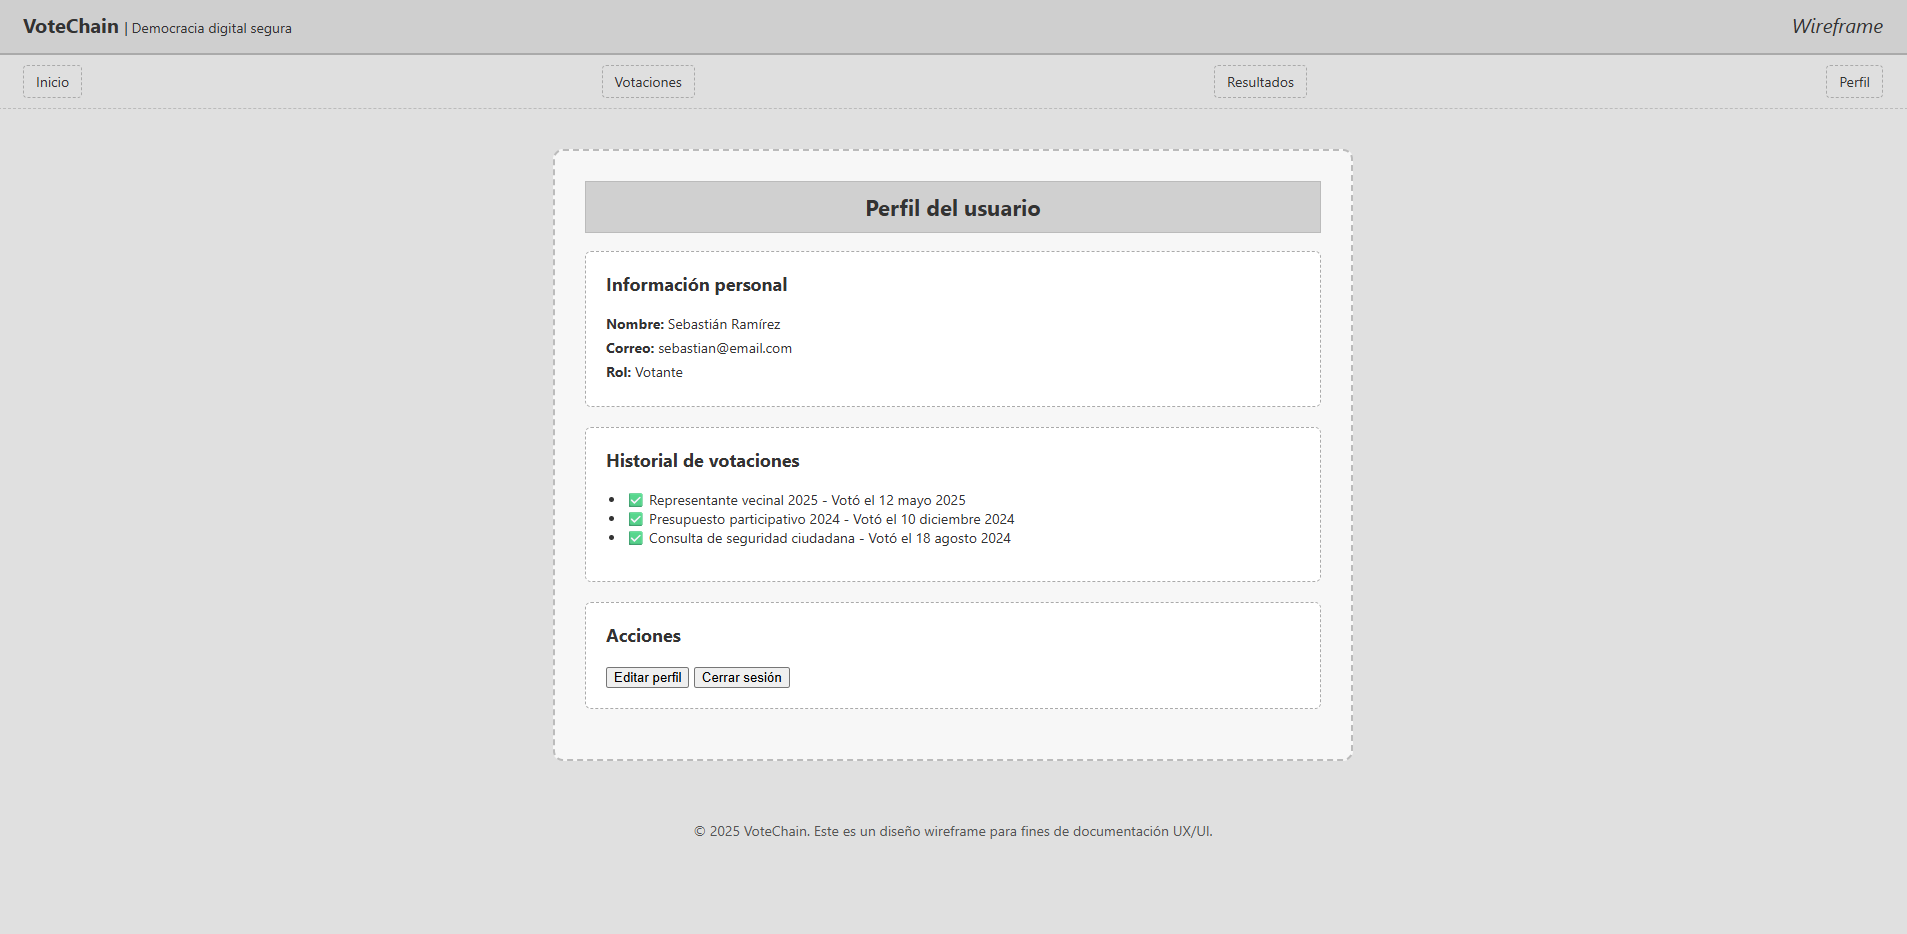 VoteChain | Democracia digital segura
Wireframe
Inicio
Votaciones
Resultados
Perfil
Perfil del usuario
Información personal
Nombre: Sebastián Ramírez
Correo: sebastian@email.com
Rol: Votante
Historial de votaciones
• ✅ Representante vecinal 2025 - Votó el 12 mayo 2025
• ✅ Presupuesto participativo 2024 - Votó el 10 diciembre 2024
• ✅ Consulta de seguridad ciudadana - Votó el 18 agosto 2024
Acciones
Editar perfil
Cerrar sesión
© 2025 VoteChain. Este es un diseño wireframe para fines de documentación UX/UI.